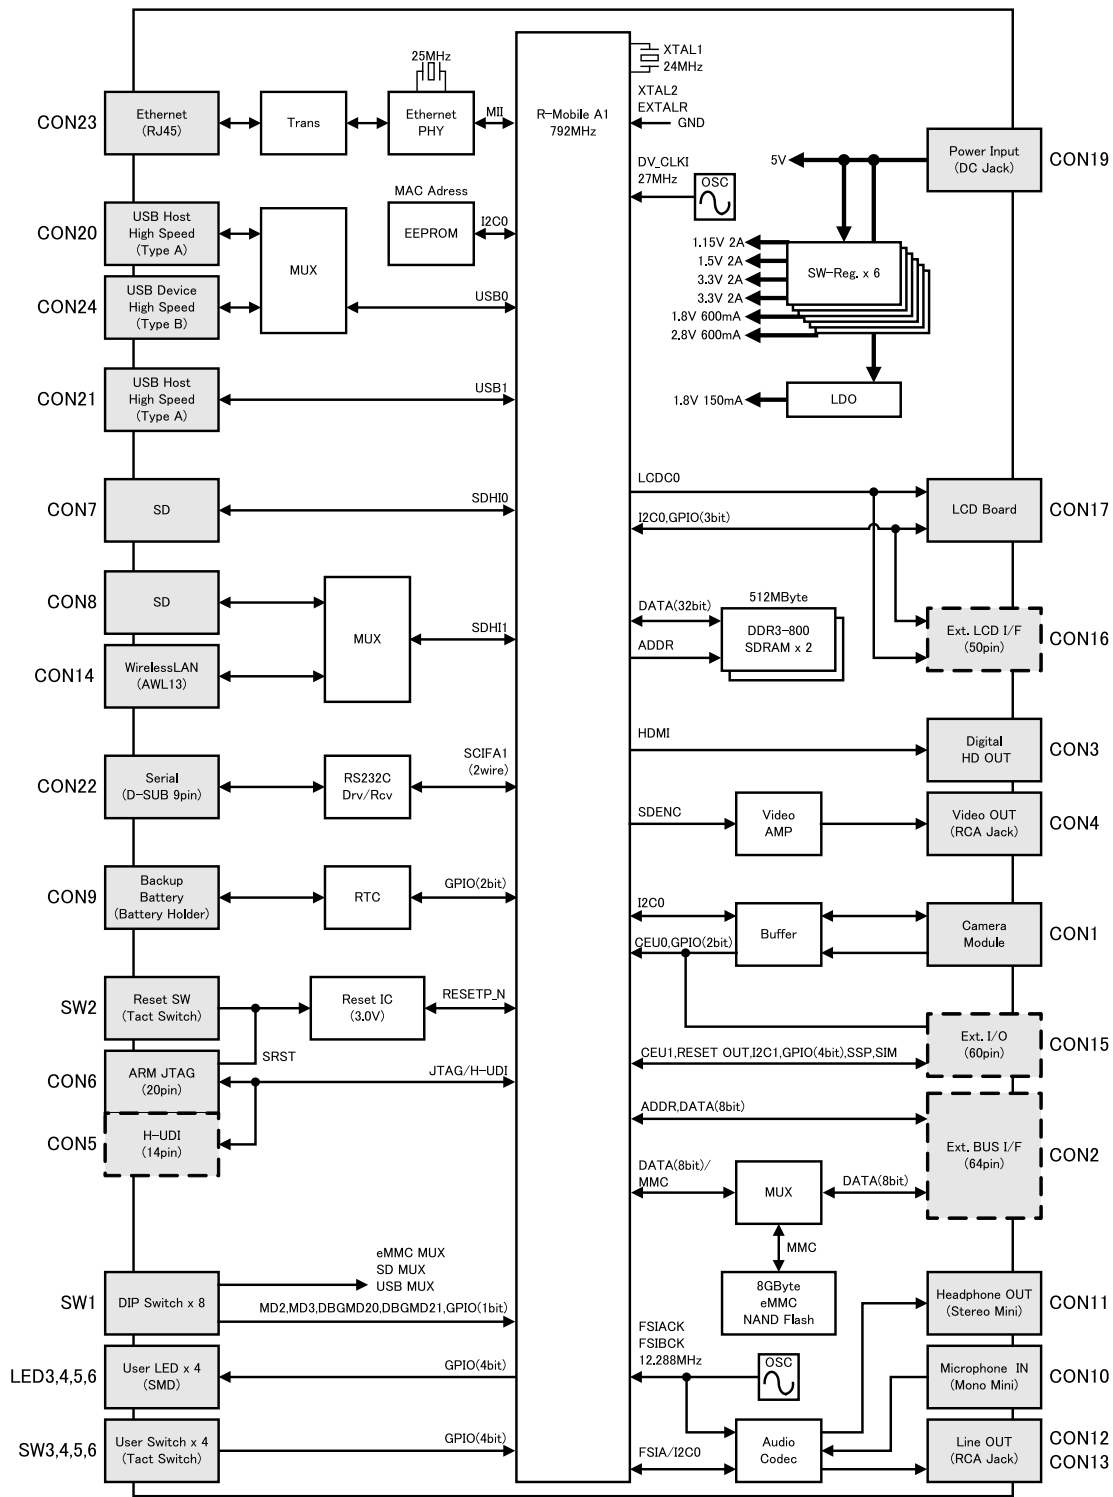 CON23
Ethernet
(RJ45)
Trans
25MHz
Ethernet
PHY
MII
R-Mobile A1
792MHz
XTAL1
24MHz
XTAL2
EXTALR
GND
DV_CLKI
27MHz
OSC
5V
Power Input
(DC Jack)
CON19
MAC Adress
EEPROM
I2C0
CON20
USB Host
High Speed
(Type A)
MUX
CON24
USB Device
High Speed
(Type B)
USB0
1.15V 2A
1.5V 2A
3.3V 2A
3.3V 2A
1.8V 600mA
2.8V 600mA
SW-Reg. x 6
1.8V 150mA
LDO
CON21
USB Host
High Speed
(Type A)
USB1
CON7
SD
SDHI0
LCDC0
I2C0,GPIO(3bit)
LCD Board
CON17
CON8
SD
MUX
SDHI1
CON14
WirelessLAN
(AWL13)
512MByte
DATA(32bit)
ADDR
DDR3-800
SDRAM x 2
Ext. LCD I/F
(50pin)
CON16
HDMI
Digital
HD OUT
CON3
CON22
Serial
(D-SUB 9pin)
RS232C
Drv/Rcv
SCIFA1
(2wire)
SDENC
Video
AMP
Video OUT
(RCA Jack)
CON4
CON9
Backup
Battery
(Battery Holder)
RTC
GPIO(2bit)
I2C0
CEU0,GPIO(2bit)
Buffer
Camera
Module
CON1
SW2
Reset SW
(Tact Switch)
Reset IC
(3.0V)
RESETP_N
SRST
CON6
ARM JTAG
(20pin)
JTAG/H-UDI
CON5
H-UDI
(14pin)
CEU1,RESET OUT,I2C1,GPIO(4bit),SSP,SIM
Ext. I/O
(60pin)
CON15
ADDR,DATA(8bit)
DATA(8bit)/
MMC
MUX
DATA(8bit)
Ext. BUS I/F
(64pin)
CON2
MMC
8GByte
eMMC
NAND Flash
SW1
DIP Switch x 8
eMMC MUX
SD MUX
USB MUX
MD2,MD3,DBGMD20,DBGMD21,GPIO(1bit)
Headphone OUT
(Stereo Mini)
CON11
LED3,4,5,6
User LED x 4
(SMD)
GPIO(4bit)
FSIACK
FSIBCK
12.288MHz
OSC
Microphone IN
(Mono Mini)
CON10
SW3,4,5,6
User Switch x 4
(Tact Switch)
GPIO(4bit)
FSIA/I2C0
Audio
Codec
Line OUT
(RCA Jack)
CON12
CON13